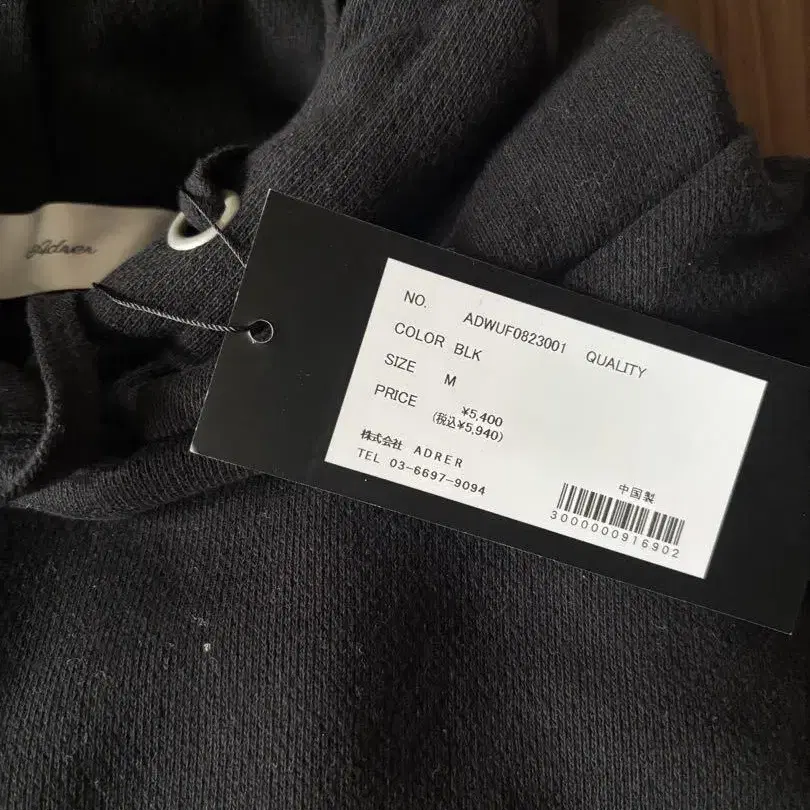 Adrer
NO. ADWUF0823001 QUALITY
COLOR BLK
SIZE M
PRICE ¥5,400
(税込¥5,940)
株式会社 ADRER
TEL 03-6697-9094
中国製
3000000916902